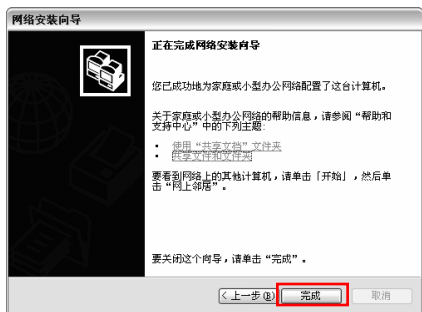 网络安装向导
正在完成网络安装向导
您已成功地为家庭或小型办公网络配置了这台计算机。
关于家庭或小型办公网络的帮助信息，请参阅“帮助和
支持中心”中的下列主题:
▪ 使用“共享文档”文件夹
▪ 共享文件和文件夹
要看到网络上的其他计算机，请单击「开始」，然后单
击“网上邻居”。
要关闭这个向导，请单击“完成”。
<上一步(B) 完成 取消